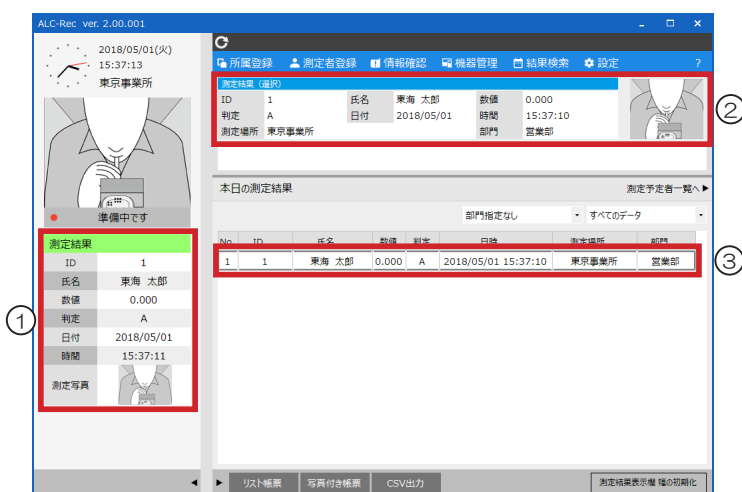 ALC-Rec ver. 2.00.001
2018/05/01(火)
15:37:13
東京事業所
準備中です
測定結果
ID 1
氏名 東海 太郎
数値 0.000
判定 A
日付 2018/05/01
時間 15:37:11
測定写真
①
所属登録 測定者登録 情報確認 機器管理 結果検索 設定 ?
測定結果（選択）
ID 1 氏名 東海 太郎 数値 0.000
判定 A 日付 2018/05/01 時間 15:37:10
測定場所 東京事業所 部門 営業部
②
本日の測定結果 測定予定者一覧へ▶
部門指定なし すべてのデータ
No. ID 氏名 数値 判定 日時 測定場所 部門
1 1 東海 太郎 0.000 A 2018/05/01 15:37:10 東京事業所 営業部
③
リスト帳票 写真付き帳票 CSV出力 測定結果表示欄 幅の初期化